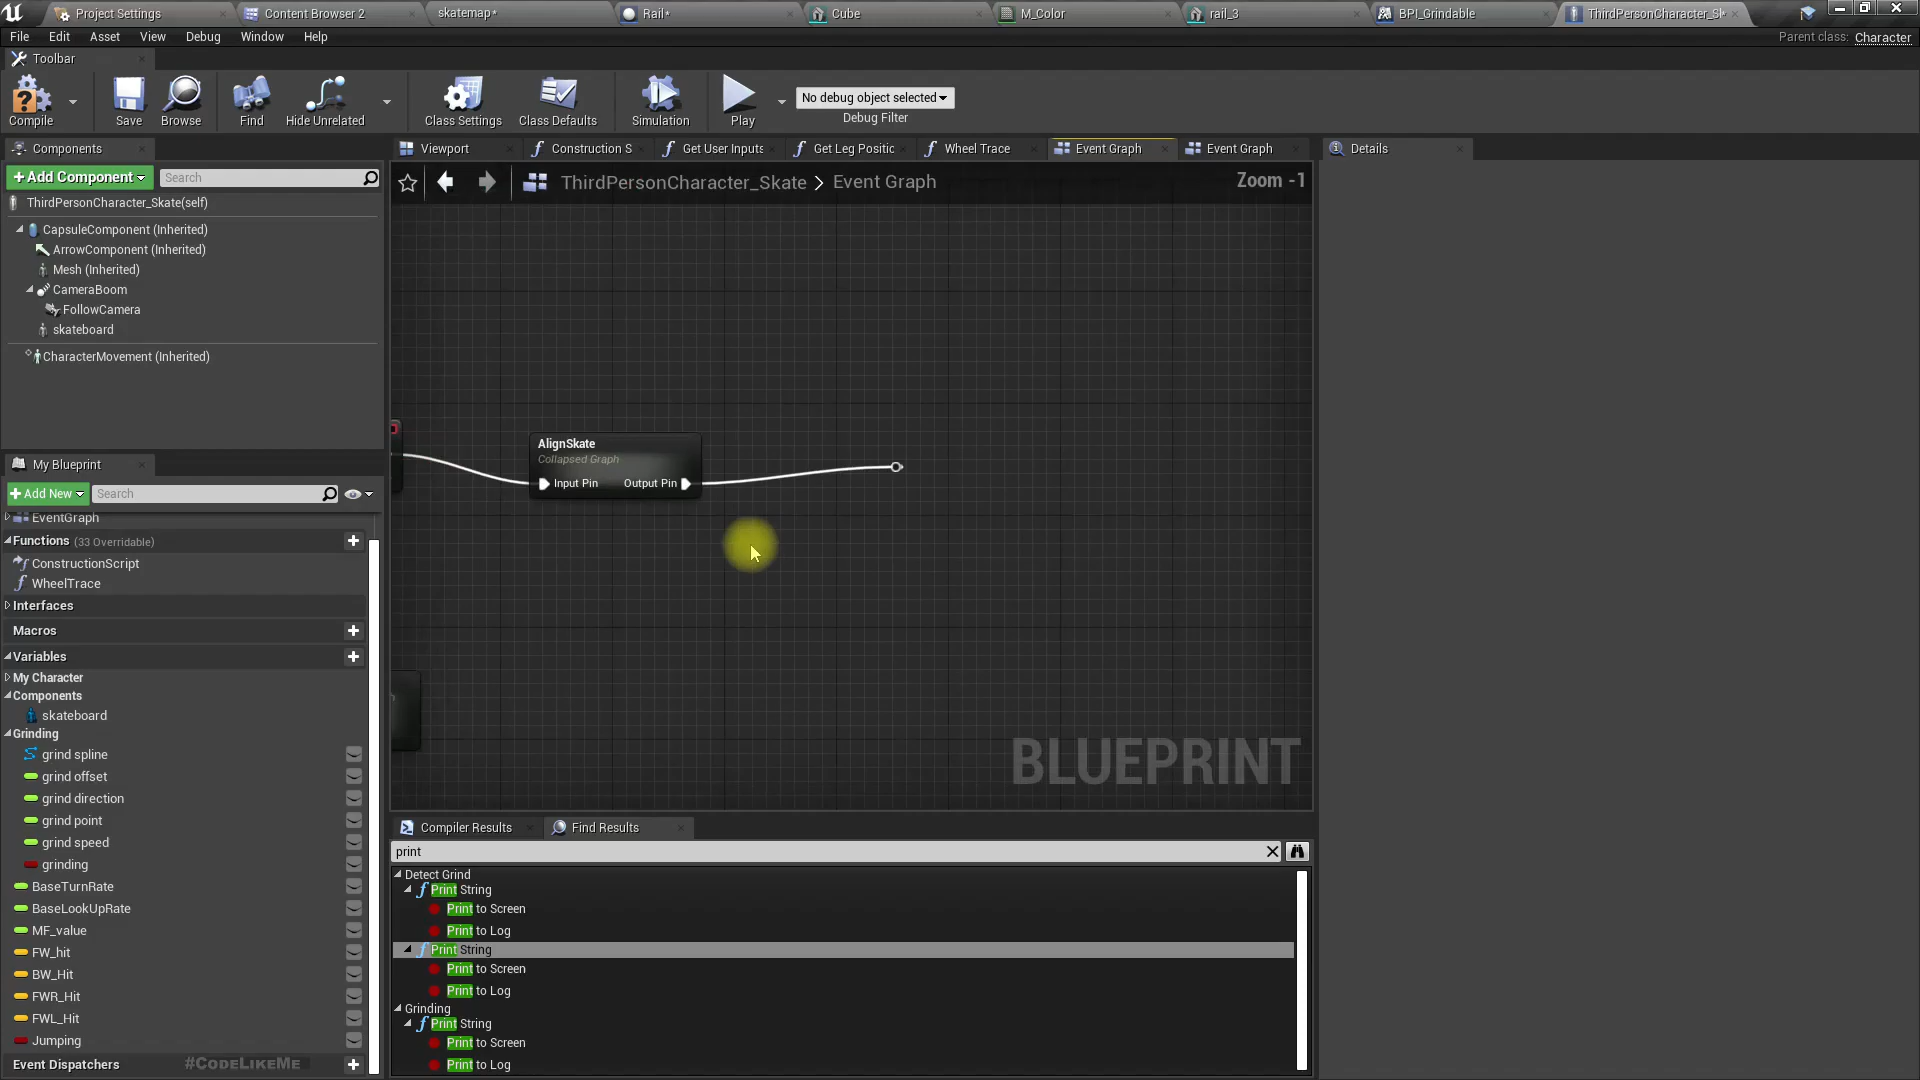 Project Settings
Content Browser 2
skatemap*
Rail*
Cube
M_Color
rail_3
BPI_Grindable
ThirdPersonCharacter_Sk
File Edit Asset View Debug Window Help
Parent class: Character
Toolbar
Compile
Save
Browse
Find
Hide Unrelated
Class Settings
Class Defaults
Simulation
Play
No debug object selected
Debug Filter
Components
+Add Component
Search
ThirdPersonCharacter_Skate(self)
CapsuleComponent (Inherited)
ArrowComponent (Inherited)
Mesh (Inherited)
CameraBoom
FollowCamera
skateboard
CharacterMovement (Inherited)
My Blueprint
+Add New
Search
EventGraph
Functions (33 Overridable)
ConstructionScript
WheelTrace
Interfaces
Macros
Variables
My Character
Components
skateboard
Grinding
grind spline
grind offset
grind direction
grind point
grind speed
grinding
BaseTurnRate
BaseLookUpRate
MF_value
FW_hit
BW_Hit
FWR_Hit
FWL_Hit
Jumping
Event Dispatchers
#CodeLikeMe
Viewport
Construction S
Get User Inputs
Get Leg Positic
Wheel Trace
Event Graph
Event Graph
Details
ThirdPersonCharacter_Skate > Event Graph
Zoom -1
AlignSkate
Collapsed Graph
Input Pin
Output Pin
BLUEPRINT
Compiler Results
Find Results
print
Detect Grind
Print String
Print to Screen
Print to Log
Print String
Print to Screen
Print to Log
Grinding
Print String
Print to Screen
Print to Log